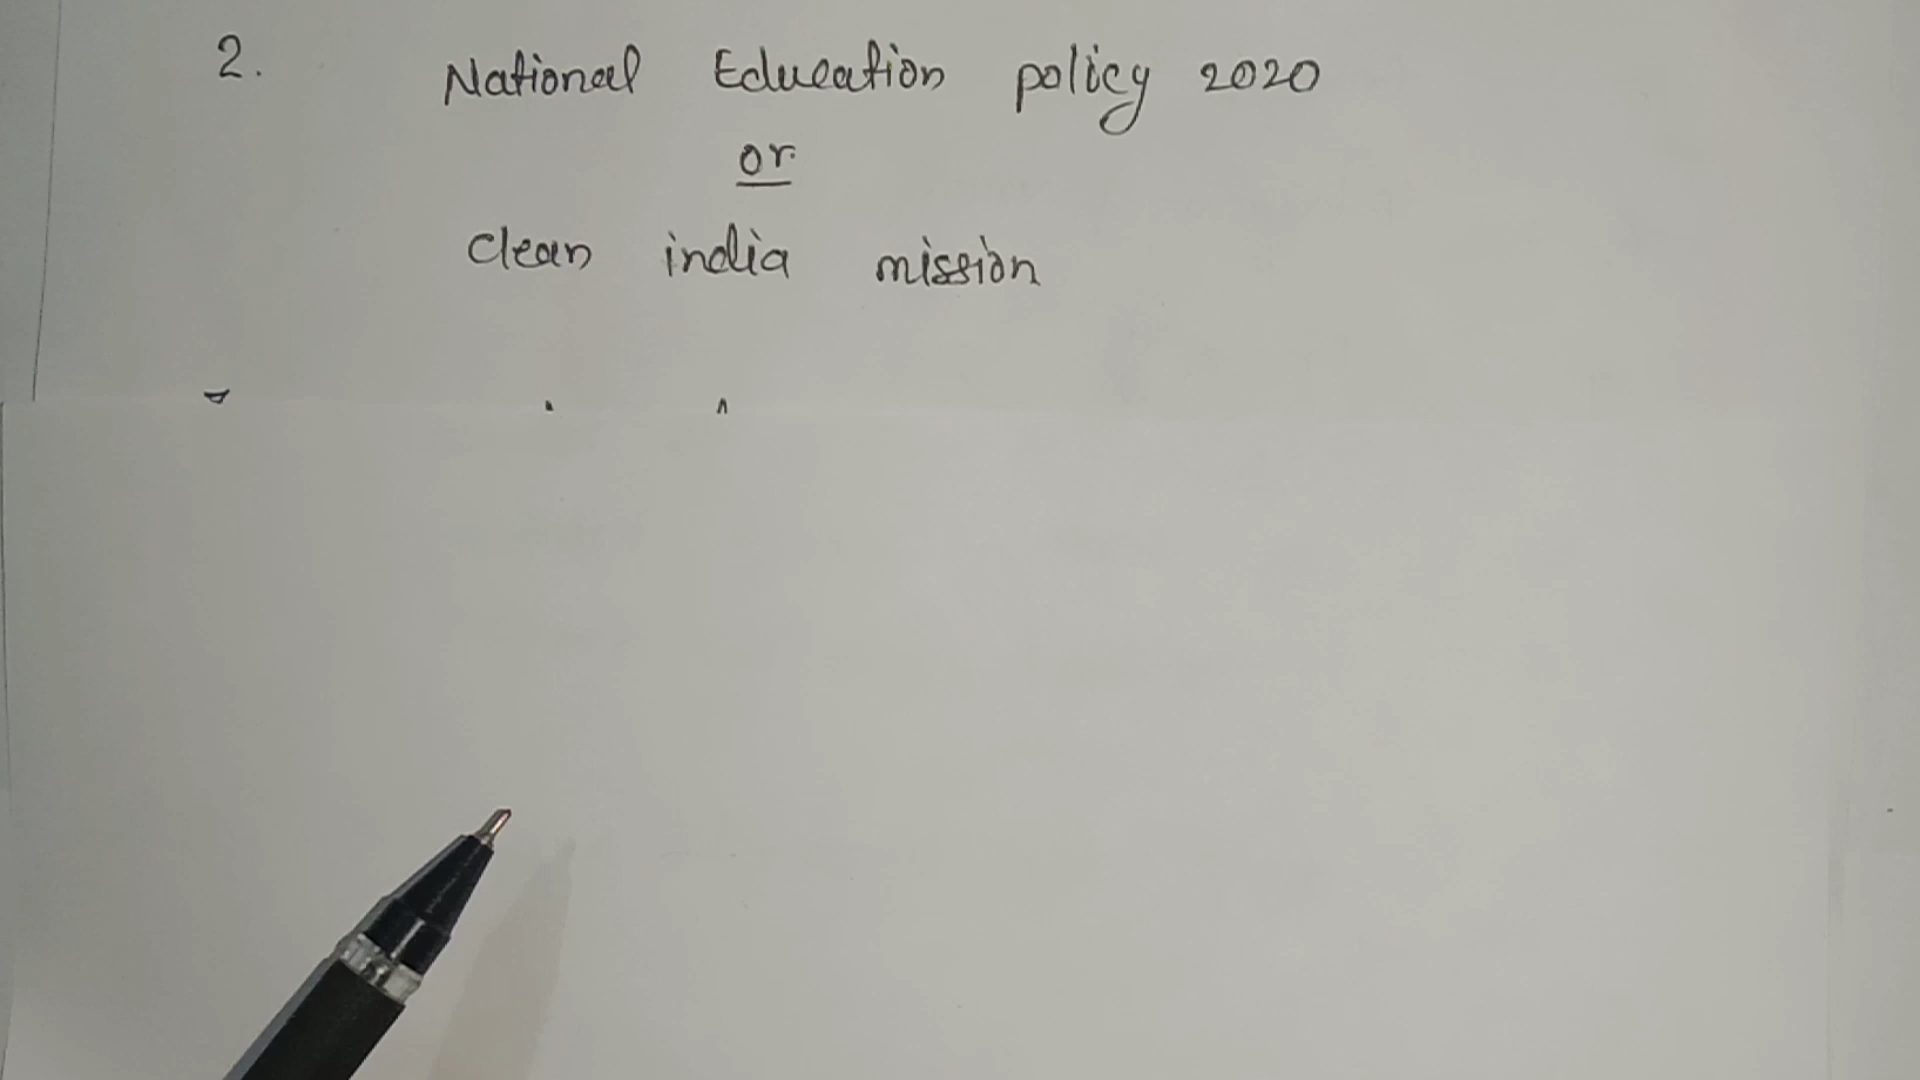 2. National Education policy 2020
or
clean india mission